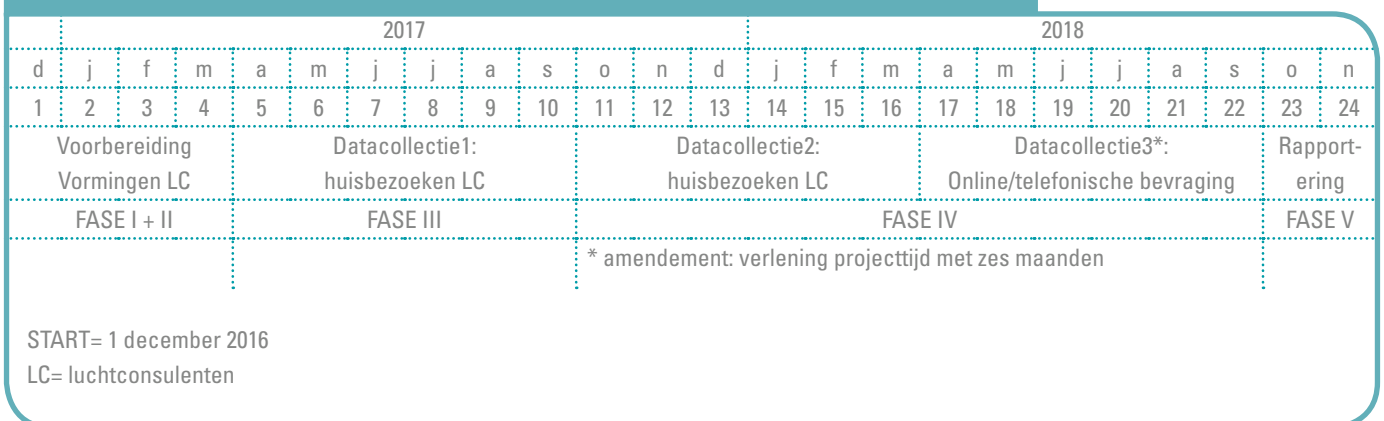 2017 2018
d j f m a m j j a s o n d j f m a m j j a s o n
1 2 3 4 5 6 7 8 9 10 11 12 13 14 15 16 17 18 19 20 21 22 23 24
Voorbereiding Datacollectie1: Datacollectie2: Datacollectie3*: Rapport-
Vormingen LC huisbezoeken LC huisbezoeken LC Online/telefonische bevraging ering
FASE I + II FASE III FASE IV FASE V
* amendement: verlening projecttijd met zes maanden
START= 1 december 2016
LC= luchtconsulenten